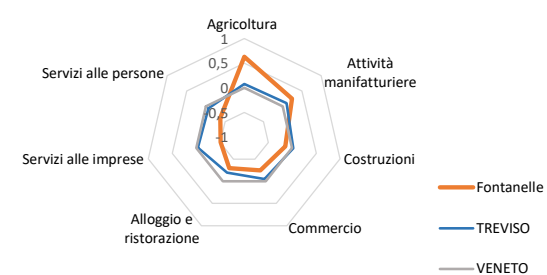 Agricoltura
1
0,5
0
0,5
-1
Attività
manifatturiere
Costruzioni
Commercio
Alloggio e
ristorazione
Servizi alle imprese
Servizi alle persone
Fontanelle
TREVISO
VENETO